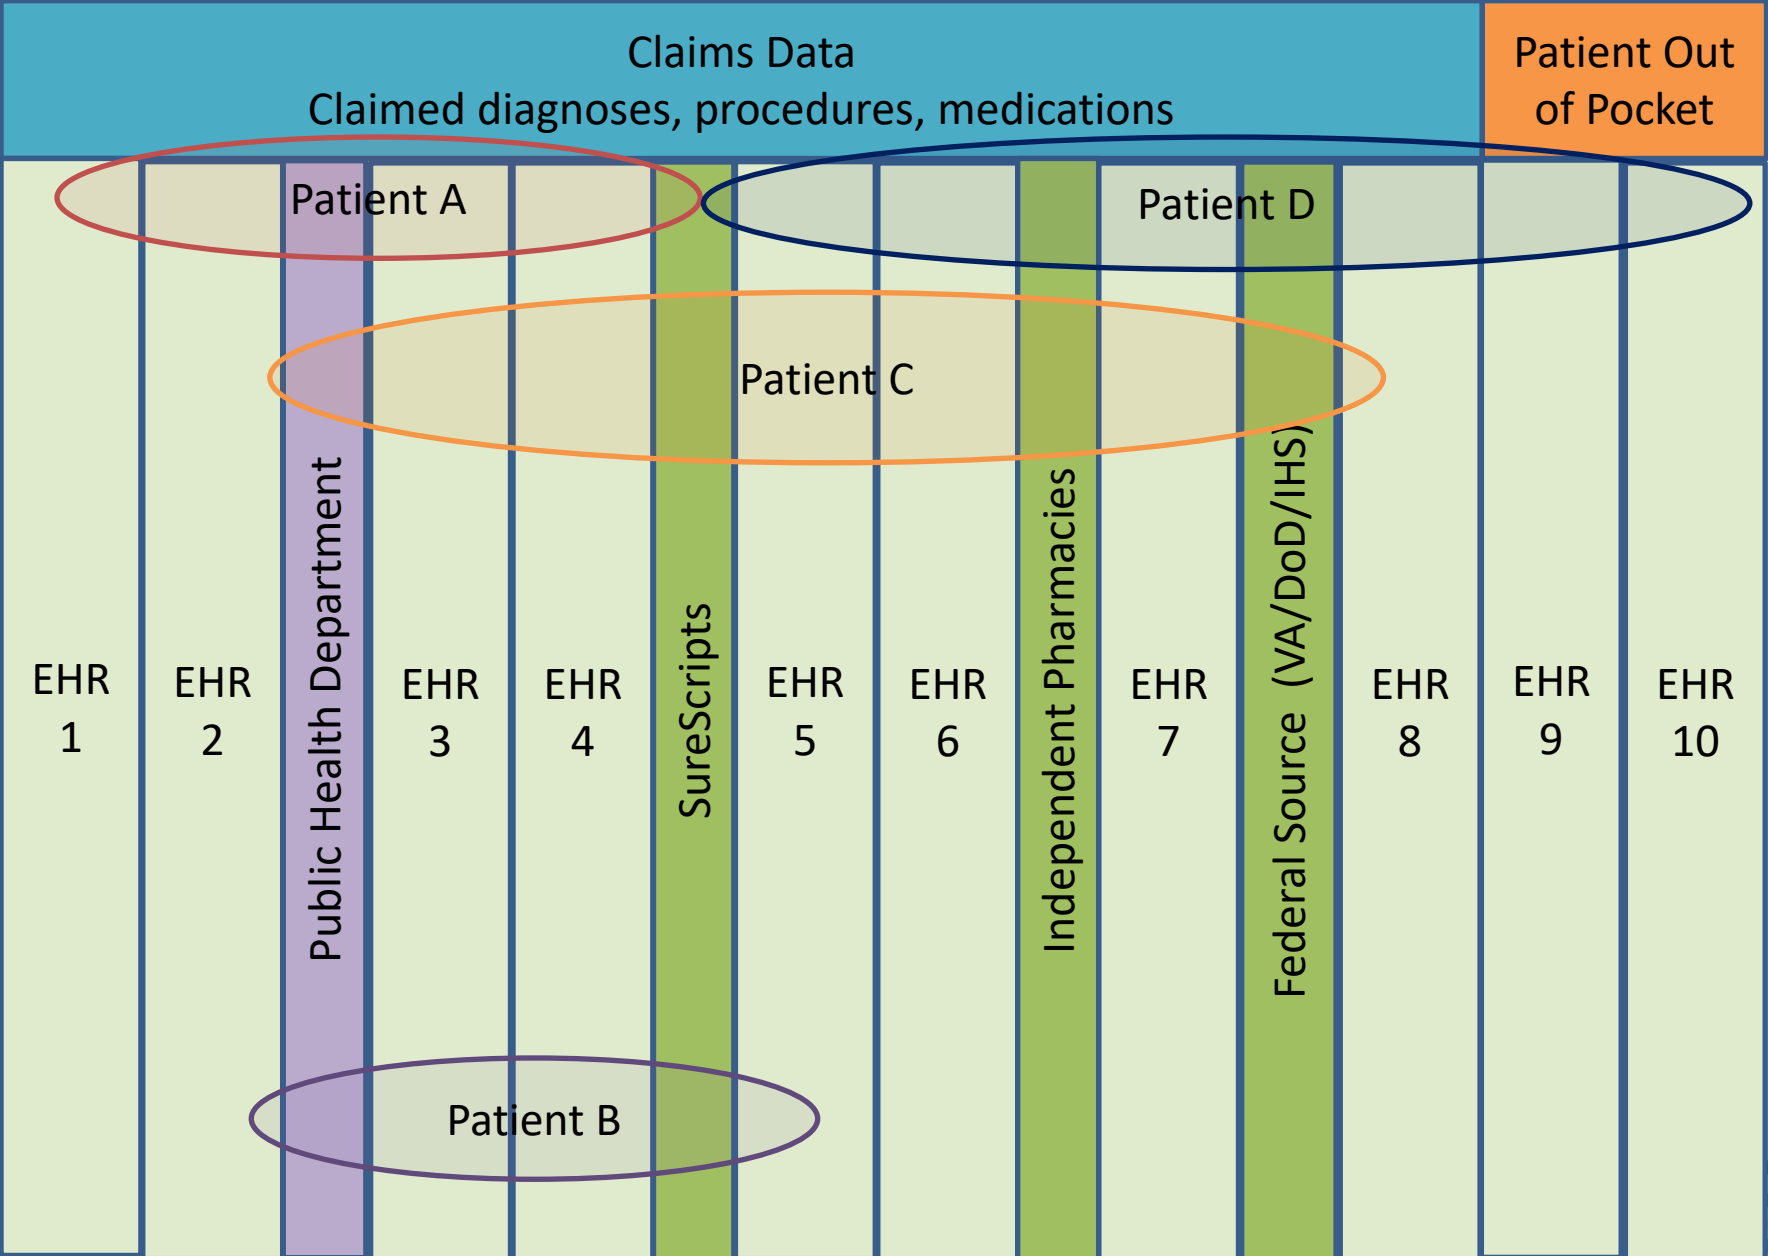 Claims Data
Claimed diagnoses, procedures, medications
Patient Out
of Pocket
Patient A
Patient D
Patient C
Public Health Department
SureScripts
Independent Pharmacies
Federal Source (VA/DoD/IHS)
EHR
1
EHR
2
EHR
3
EHR
4
EHR
5
EHR
6
EHR
7
EHR
8
EHR
9
EHR
10
Patient B